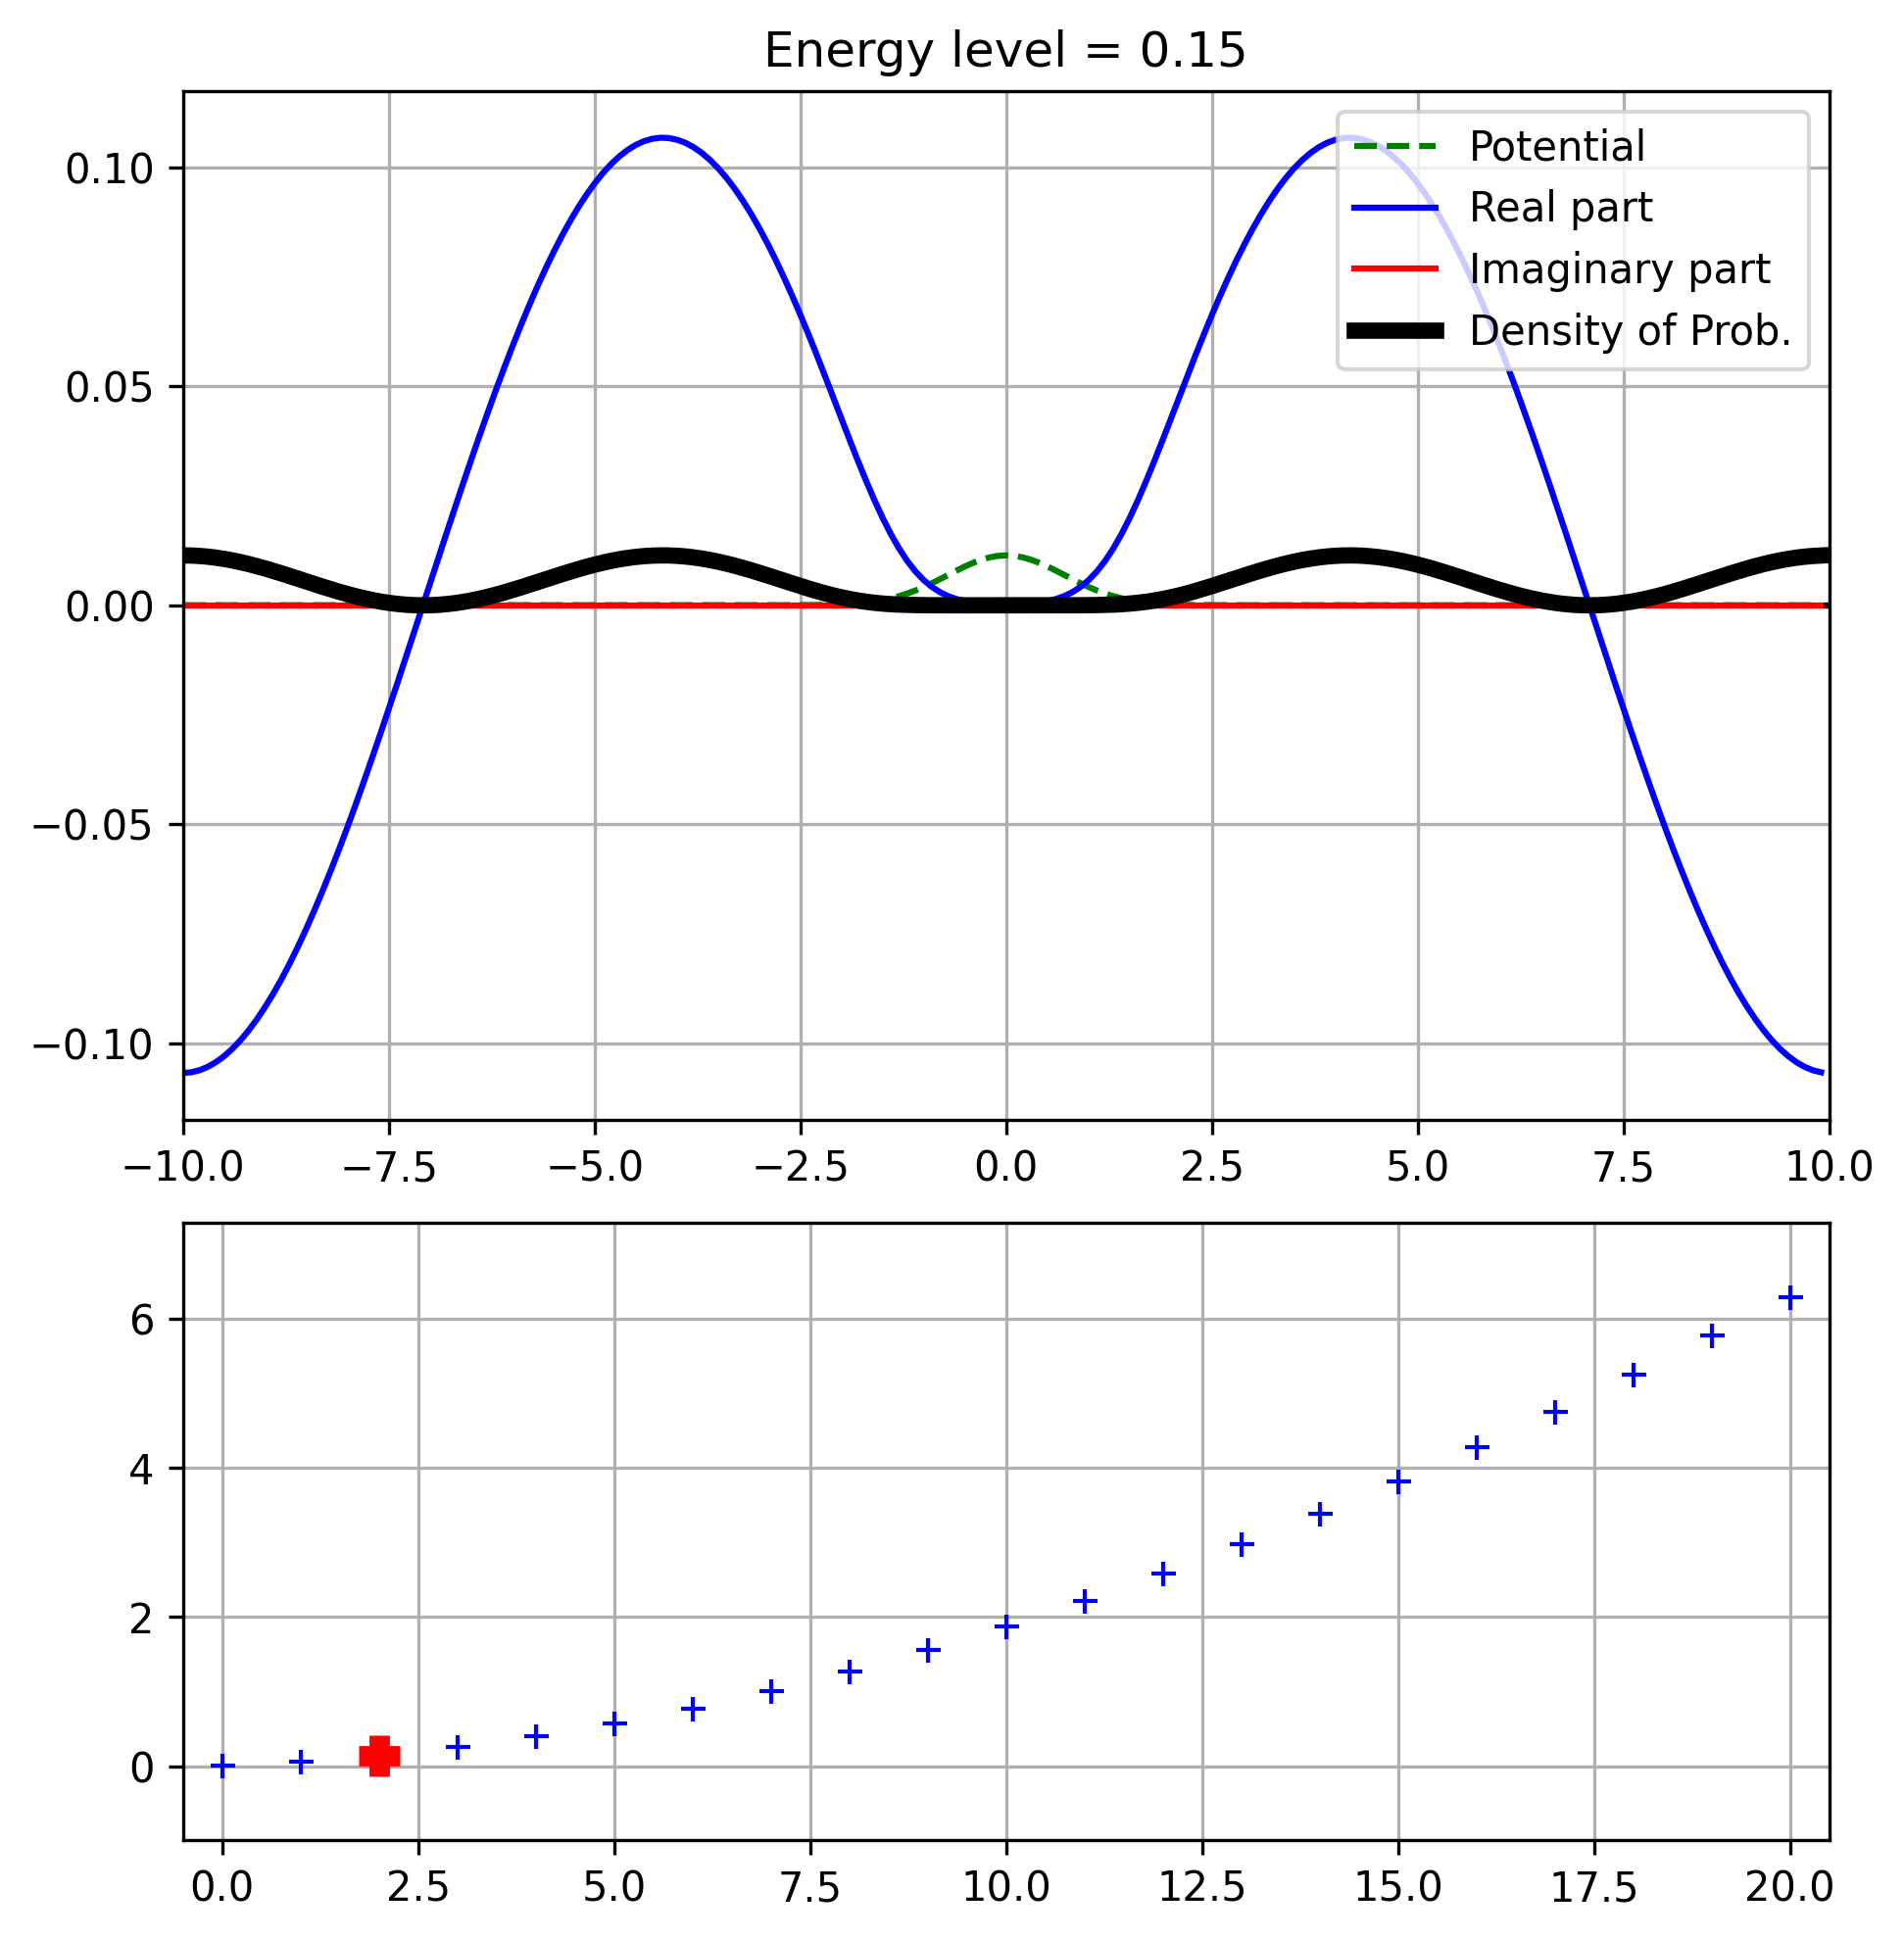 Energy level = 0.15
Potential
Real part
Imaginary part
Density of Prob.
0.10
0.05
0.00
−0.05
−0.10
−10.0 −7.5 −5.0 −2.5 0.0 2.5 5.0 7.5 10.0
6
4
2
0
0.0 2.5 5.0 7.5 10.0 12.5 15.0 17.5 20.0